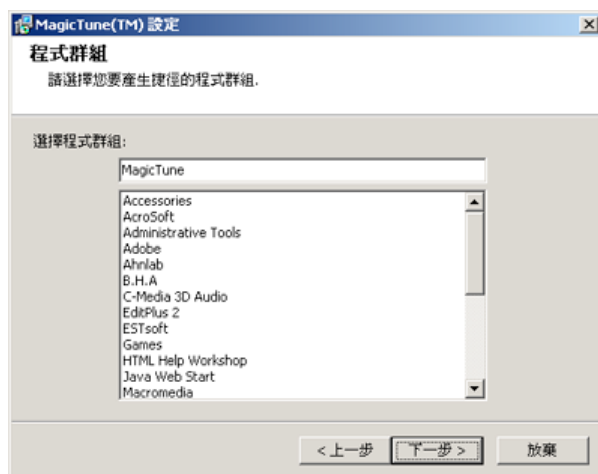 MagicTune(TM) 設定
程式群組
請選擇您要產生捷徑的程式群組.
選擇程式群組:
MagicTune
Accessories
AcroSoft
Administrative Tools
Adobe
Ahnlab
B.H.A
C-Media 3D Audio
EditPlus 2
ESTsoft
Games
HTML Help Workshop
Java Web Start
Macromedia
<上一步 下一步 > 放棄